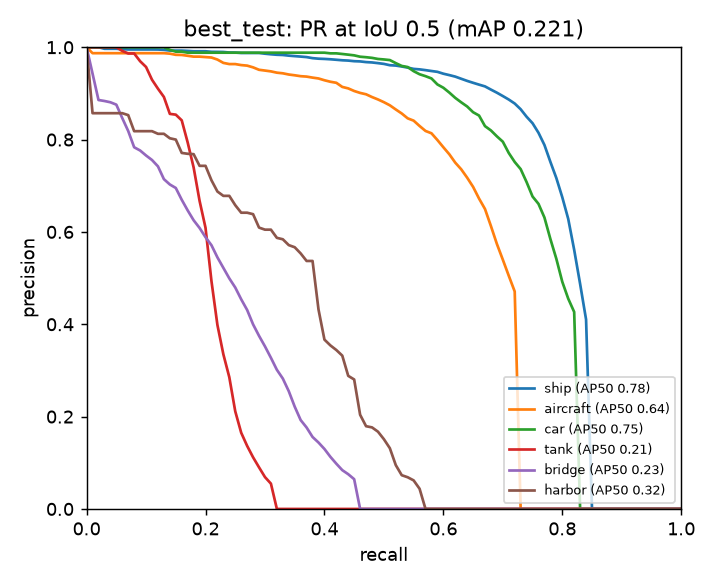 best_test: PR at IoU 0.5 (mAP 0.221)
1.0
0.8
0.6
0.4
0.2
0.0
precision
ship (AP50 0.78)
aircraft (AP50 0.64)
car (AP50 0.75)
tank (AP50 0.21)
bridge (AP50 0.23)
harbor (AP50 0.32)
0.0 0.2 0.4 0.6 0.8 1.0
recall